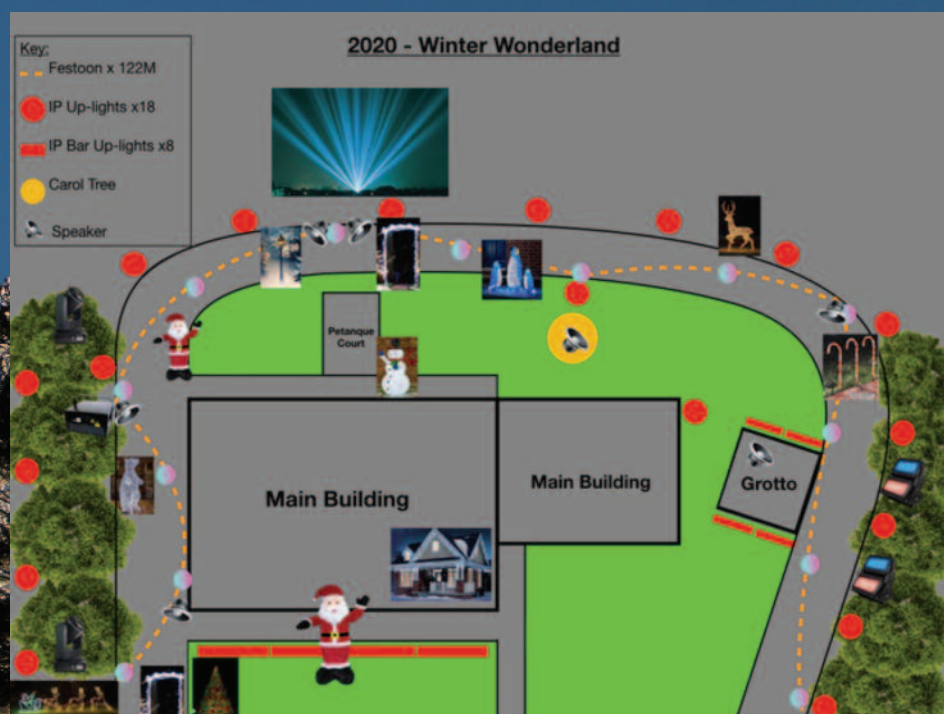 2020 - Winter Wonderland
Key:
Festoon x 122M
IP Up-lights x18
IP Bar Up-lights x8
Carol Tree
Speaker
Petanque
Court
Main Building
Main Building
Grotto